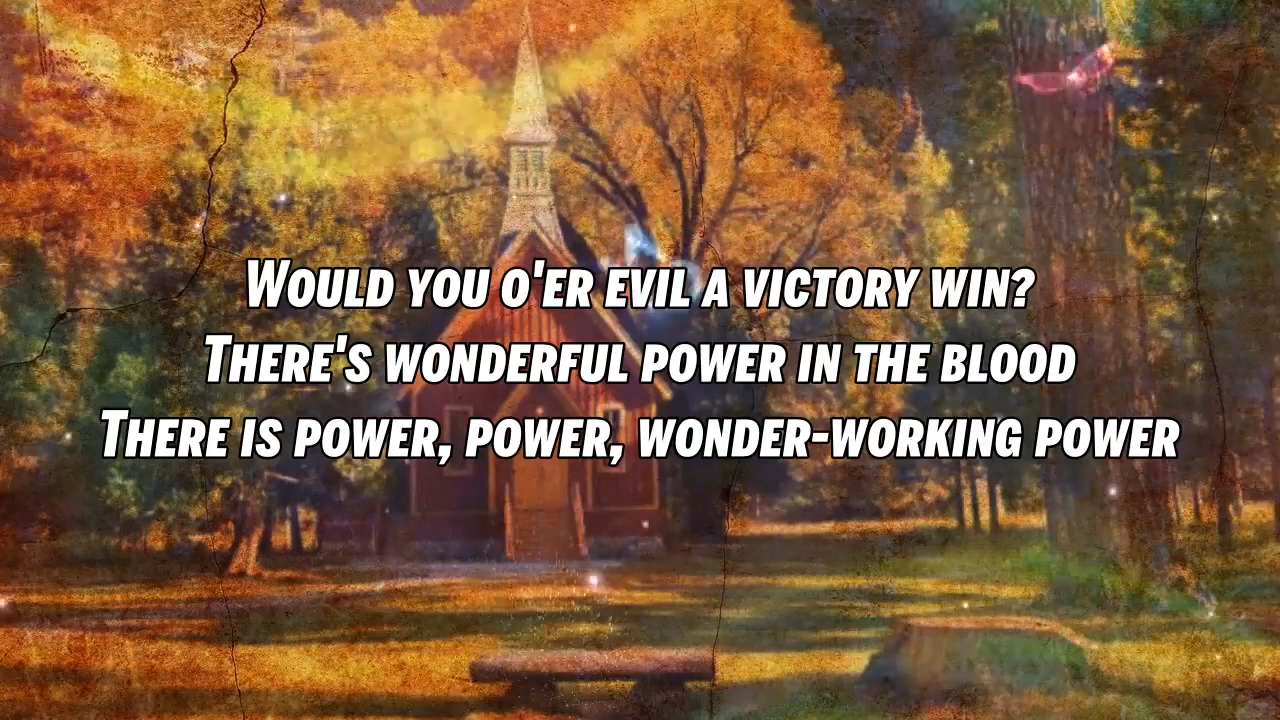 Would you o'er evil a victory win?
There's wonderful power in the blood
There is power, power, wonder-working power